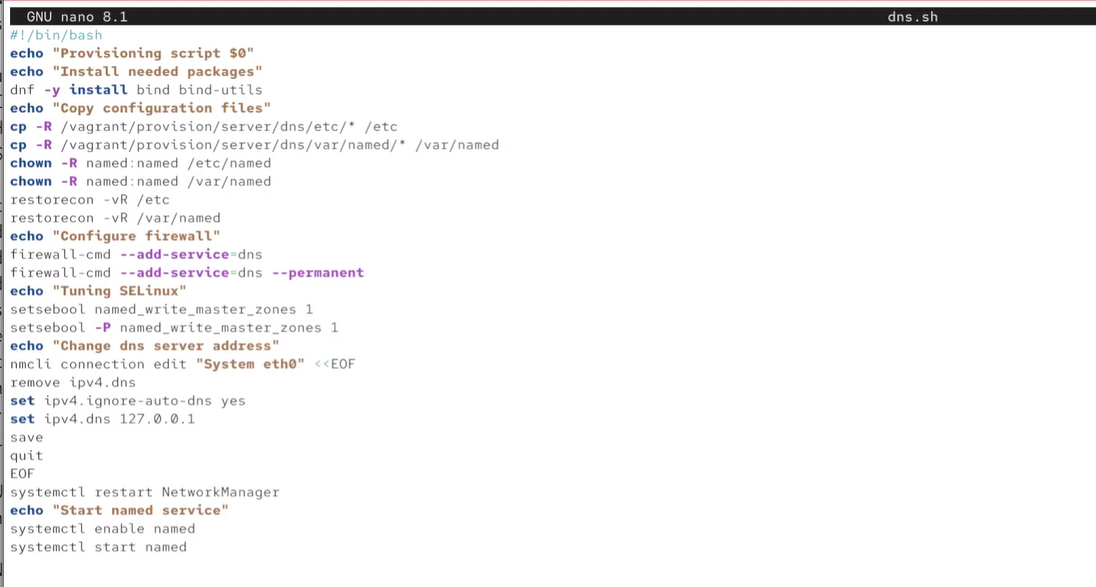 GNU nano 8.1 dns.sh
#!/bin/bash
echo "Provisioning script $0"
echo "Install needed packages"
dnf -y install bind bind-utils
echo "Copy configuration files"
cp -R /vagrant/provision/server/dns/etc/* /etc
cp -R /vagrant/provision/server/dns/var/named/* /var/named
chown -R named:named /etc/named
chown -R named:named /var/named
restorecon -vR /etc
restorecon -vR /var/named
echo "Configure firewall"
firewall-cmd --add-service=dns
firewall-cmd --add-service=dns --permanent
echo "Tuning SELinux"
setsebool named_write_master_zones 1
setsebool -P named_write_master_zones 1
echo "Change dns server address"
nmcli connection edit "System eth0" <<EOF
remove ipv4.dns
set ipv4.ignore-auto-dns yes
set ipv4.dns 127.0.0.1
save
quit
EOF
systemctl restart NetworkManager
echo "Start named service"
systemctl enable named
systemctl start named